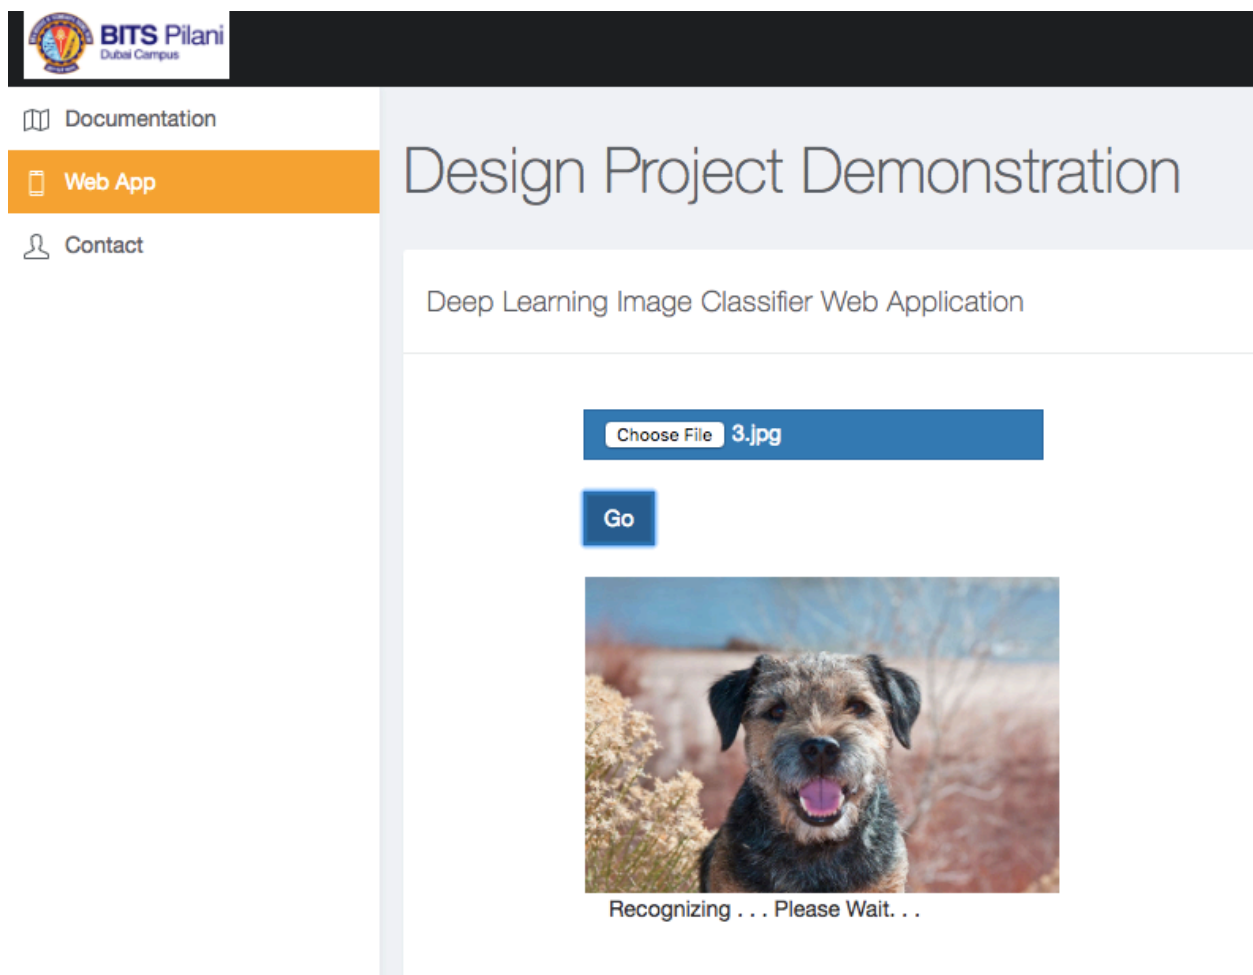 BITS Pilani
Dubai Campus
Documentation
Web App
Contact
Design Project Demonstration
Deep Learning Image Classifier Web Application
Choose File 3.jpg
Go
Recognizing . . . Please Wait. . .